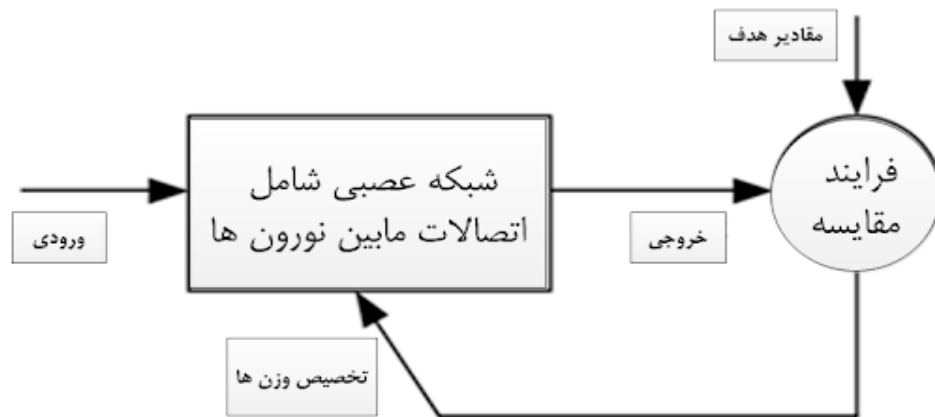 مقادیر هدف
فرایند
مقایسه
شبکه عصبی شامل
اتصالات مابین نورون ها
ورودی
خروجی
تخصیص وزن ها